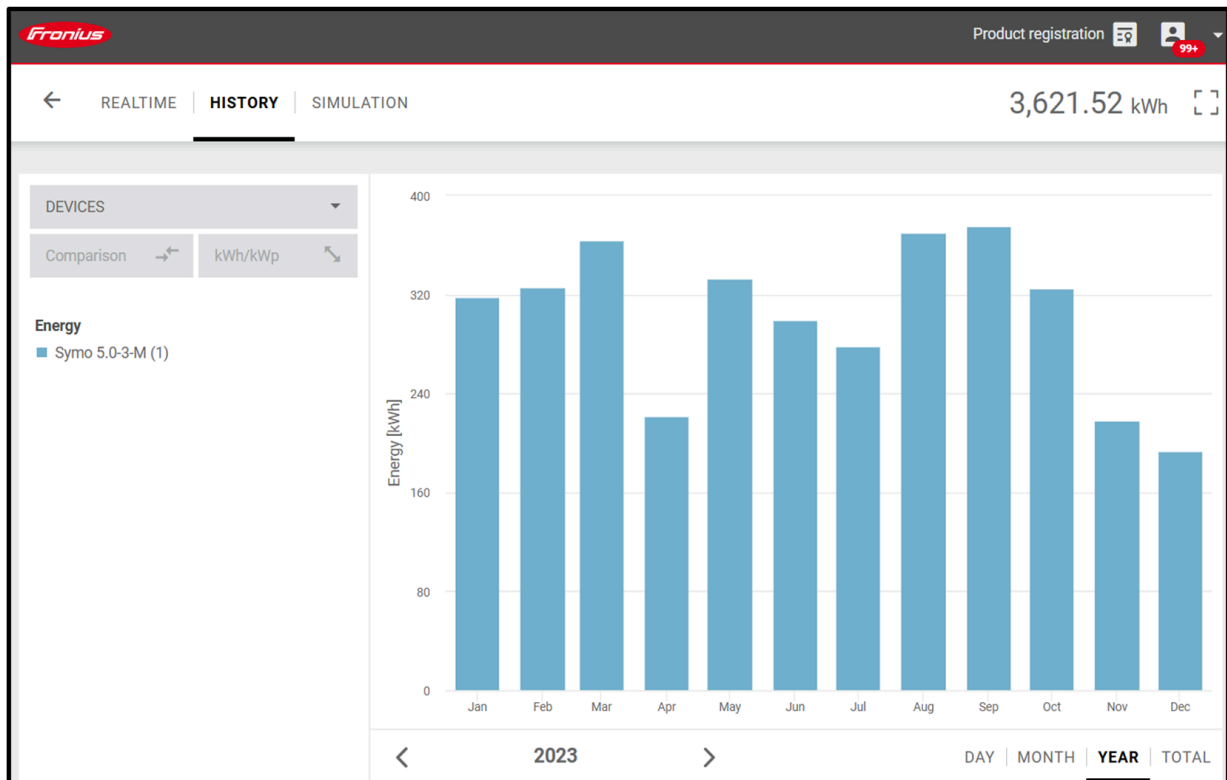 Fronius
Product registration
99+
REALTIME HISTORY SIMULATION
3,621.52 kWh
DEVICES
Comparison kWh/kWp
Energy
Symo 5.0-3-M (1)
Energy [kWh]
400
320
240
160
80
0
Jan Feb Mar Apr May Jun Jul Aug Sep Oct Nov Dec
2023
DAY MONTH YEAR TOTAL